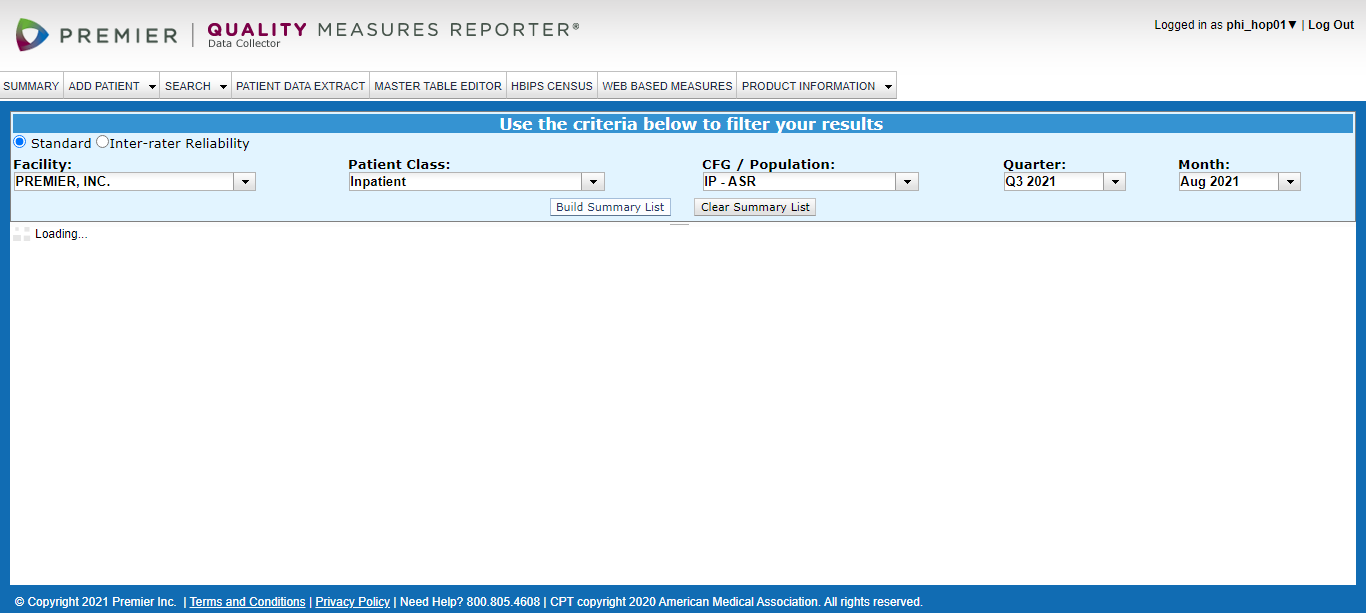 PREMIER | QUALITY MEASURES REPORTER®
Data Collector
Logged in as phi_hop01▼ | Log Out
SUMMARY ADD PATIENT SEARCH PATIENT DATA EXTRACT MASTER TABLE EDITOR HBIPS CENSUS WEB BASED MEASURES PRODUCT INFORMATION
Use the criteria below to filter your results
Standard Inter-rater Reliability
Facility: Patient Class: CFG / Population: Quarter: Month:
PREMIER, INC. Inpatient IP - ASR Q3 2021 Aug 2021
Build Summary List Clear Summary List
Loading...
© Copyright 2021 Premier Inc. | Terms and Conditions | Privacy Policy | Need Help? 800.805.4608 | CPT copyright 2020 American Medical Association. All rights reserved.